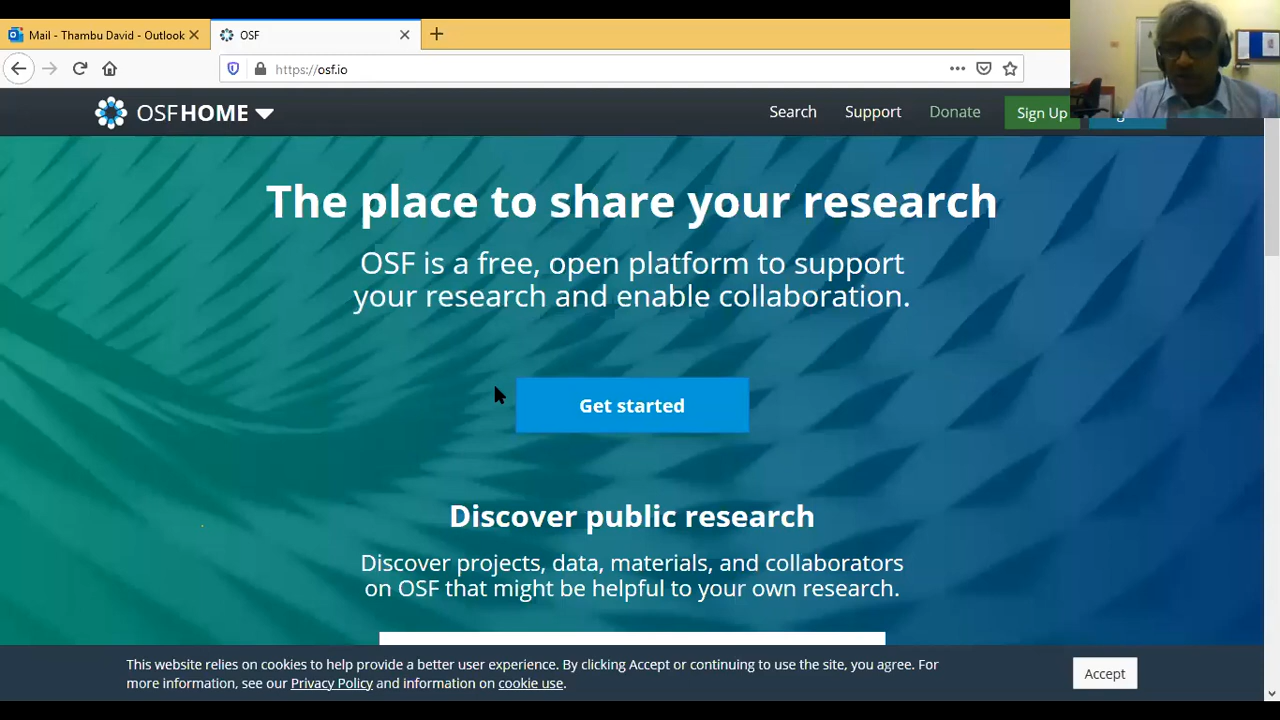 Mail - Thambu David - Outlook
OSF
https://osf.io
OSFHOME
Search
Support
Donate
Sign Up
The place to share your research
OSF is a free, open platform to support
your research and enable collaboration.
Get started
Discover public research
Discover projects, data, materials, and collaborators
on OSF that might be helpful to your own research.
This website relies on cookies to help provide a better user experience. By clicking Accept or continuing to use the site, you agree. For
more information, see our Privacy Policy and information on cookie use.
Accept